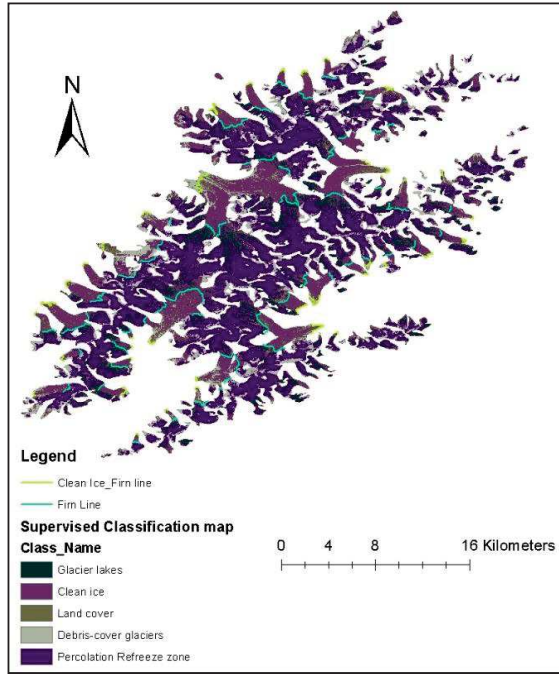 N
Legend
Clean Ice_Firn line
Firn Line
Supervised Classification map
Class_Name
Glacier lakes
Clean ice
Land cover
Debris-cover glaciers
Percolation Refreeze zone
0 4 8 16 Kilometers